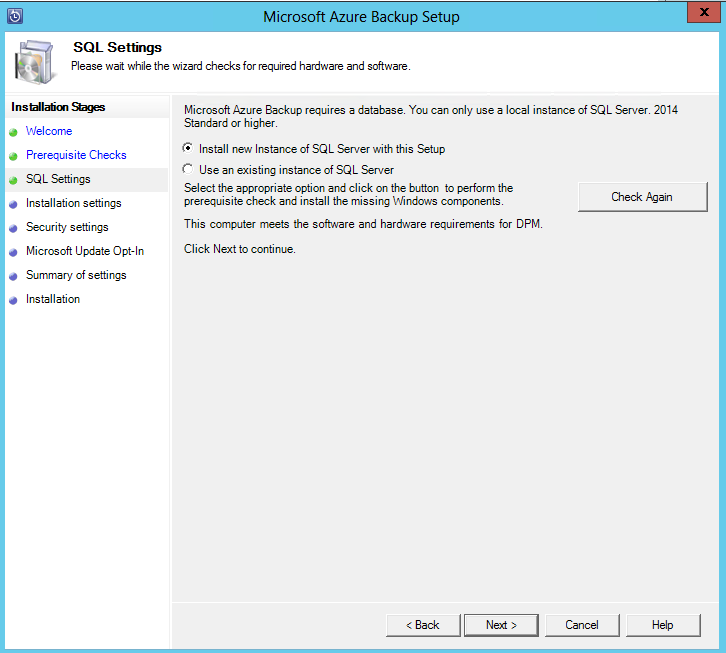 Microsoft Azure Backup Setup
X
SQL Settings
Please wait while the wizard checks for required hardware and software.
Installation Stages
Welcome
Prerequisite Checks
SQL Settings
Installation settings
Security settings
Microsoft Update Opt-In
Summary of settings
Installation
Microsoft Azure Backup requires a database. You can only use a local instance of SQL Server. 2014
Standard or higher.
Install new Instance of SQL Server with this Setup
Use an existing instance of SQL Server
Select the appropriate option and click on the button to perform the
prerequisite check and install the missing Windows components.
Check Again
This computer meets the software and hardware requirements for DPM.
Click Next to continue.
< Back
Next >
Cancel
Help